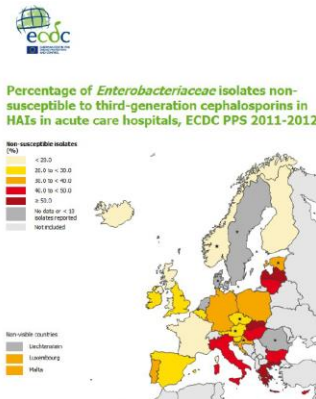 ecdc
Percentage of Enterobacteriaceae isolates non-
susceptible to third-generation cephalosporins in
HAIs in acute care hospitals, ECDC PPS 2011-2012
Non-susceptible isolates
(%)
< 20.0
20.0 to < 30.0
30.0 to < 40.0
40.0 to < 50.0
≥ 50.0
No data or < 10
isolates reported
Not included
Non-visible countries
Liechtenstein
Luxembourg
Malta